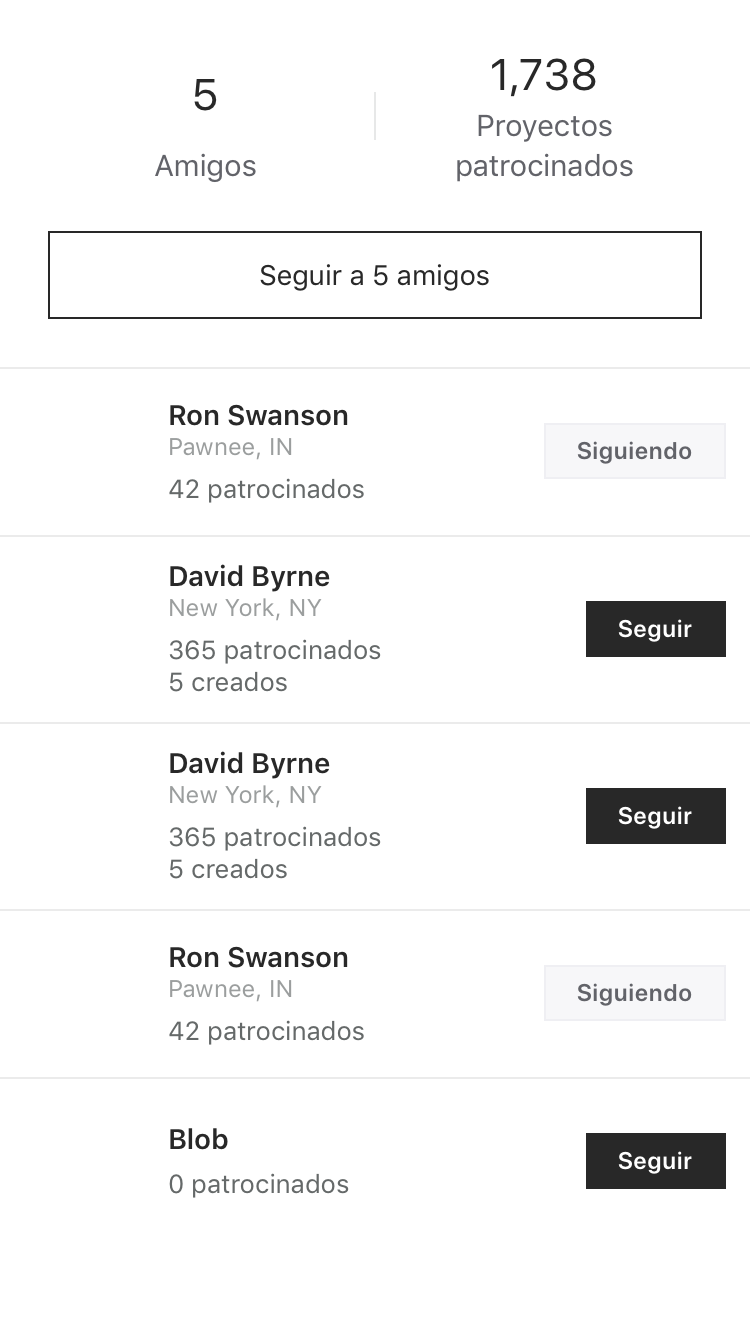 5
Amigos
1,738
Proyectos
patrocinados
Seguir a 5 amigos
Ron Swanson
Pawnee, IN
42 patrocinados
Siguiendo
David Byrne
New York, NY
365 patrocinados
5 creados
Seguir
David Byrne
New York, NY
365 patrocinados
5 creados
Seguir
Ron Swanson
Pawnee, IN
42 patrocinados
Siguiendo
Blob
0 patrocinados
Seguir